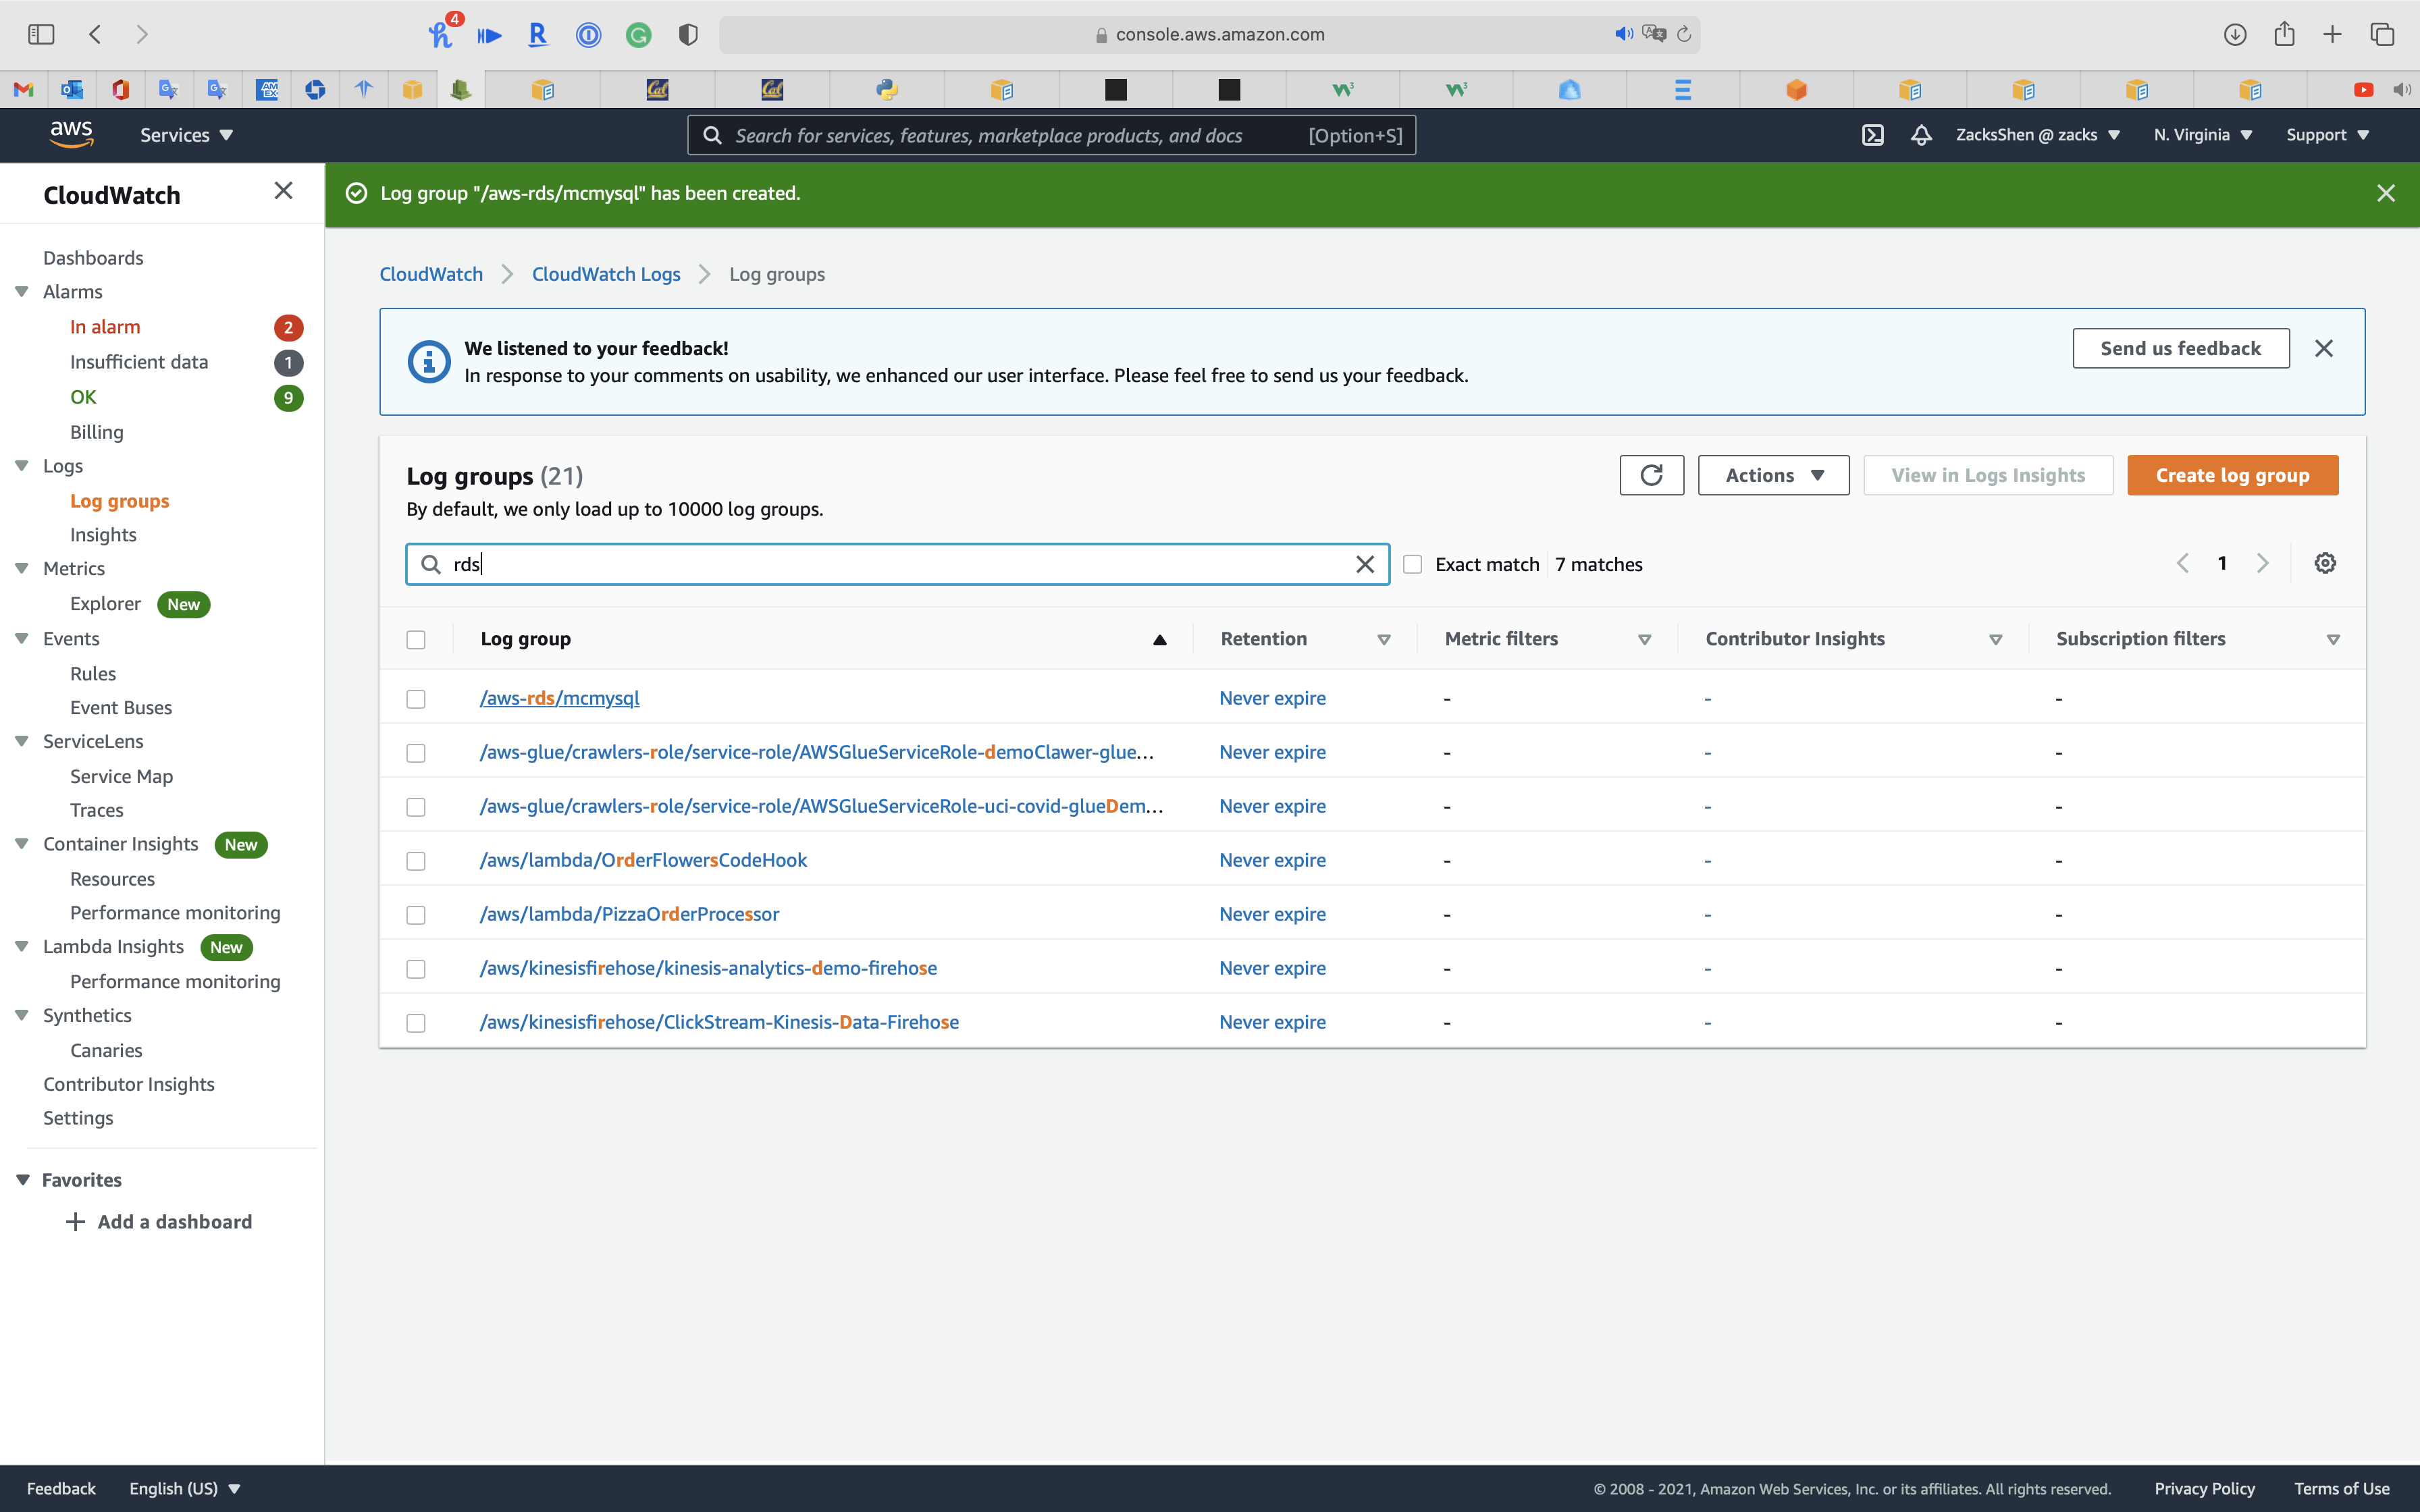 4
console.aws.amazon.com
aws
Services
Search for services, features, marketplace products, and docs
[Option+S]
ZacksShen @ zacks
N. Virginia
Support
CloudWatch
Log group "/aws-rds/mcmysql" has been created.
Dashboards
Alarms
In alarm
2
Insufficient data
1
OK
9
Billing
Logs
Log groups
Insights
Metrics
Explorer
New
Events
Rules
Event Buses
ServiceLens
Service Map
Traces
Container Insights
New
Resources
Performance monitoring
Lambda Insights
New
Performance monitoring
Synthetics
Canaries
Contributor Insights
Settings
Favorites
Add a dashboard
CloudWatch
CloudWatch Logs
Log groups
We listened to your feedback!
In response to your comments on usability, we enhanced our user interface. Please feel free to send us your feedback.
Send us feedback
Log groups (21)
By default, we only load up to 10000 log groups.
Actions
View in Logs Insights
Create log group
rds
Exact match
7 matches
1
Log group
Retention
Metric filters
Contributor Insights
Subscription filters
/aws-rds/mcmysql
Never expire
-
-
-
/aws-glue/crawlers-role/service-role/AWSGlueServiceRole-demoClawer-glue...
Never expire
-
-
-
/aws-glue/crawlers-role/service-role/AWSGlueServiceRole-uci-covid-glueDem...
Never expire
-
-
-
/aws/lambda/OrderFlowersCodeHook
Never expire
-
-
-
/aws/lambda/PizzaOrderProcessor
Never expire
-
-
-
/aws/kinesisfirehose/kinesis-analytics-demo-firehose
Never expire
-
-
-
/aws/kinesisfirehose/ClickStream-Kinesis-Data-Firehose
Never expire
-
-
-
Feedback
English (US)
© 2008 - 2021, Amazon Web Services, Inc. or its affiliates. All rights reserved.
Privacy Policy
Terms of Use